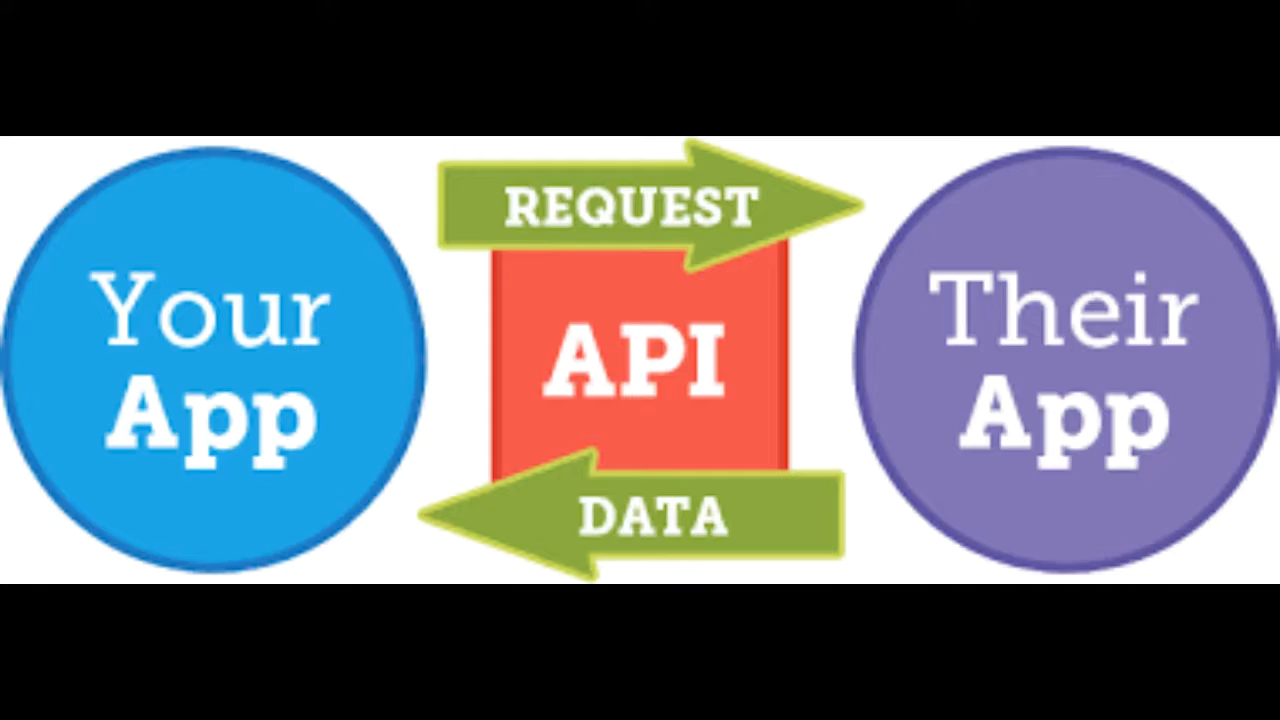 Your
App
REQUEST
API
DATA
Their
App